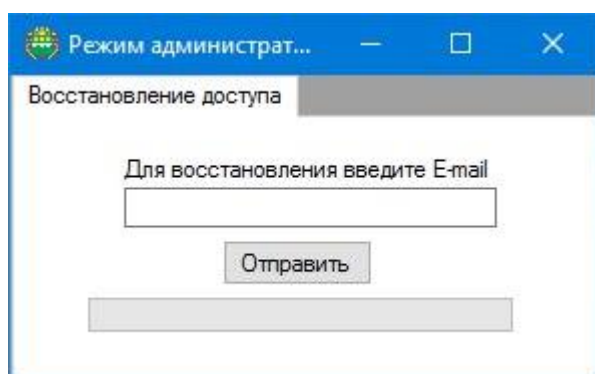 Режим администрат...
Восстановление доступа
Для восстановления введите E-mail
Отправить